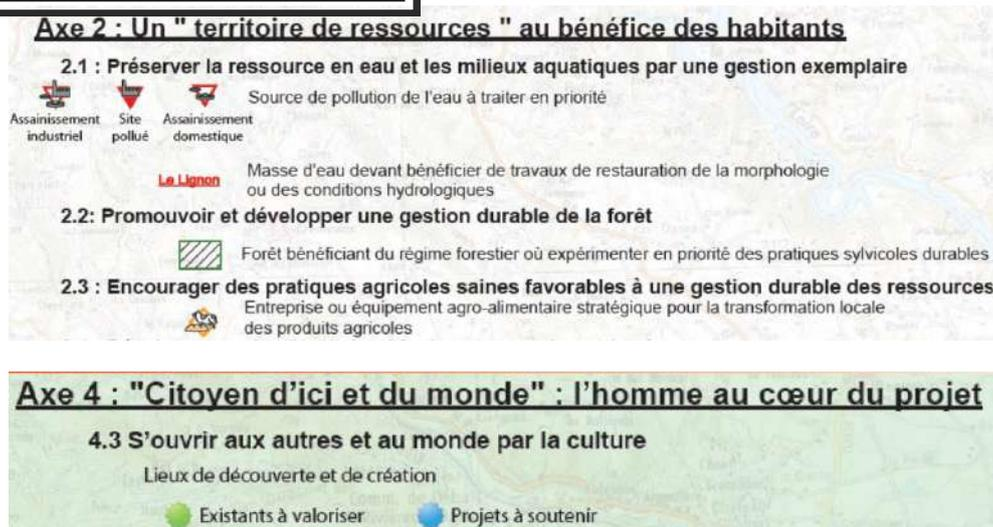 Axe 2 : Un " territoire de ressources " au bénéfice des habitants
2.1 : Préserver la ressource en eau et les milieux aquatiques par une gestion exemplaire
Assainissement industriel
Site pollué
Assainissement domestique
Source de pollution de l'eau à traiter en priorité
Le Lignon
Masse d'eau devant bénéficier de travaux de restauration de la morphologie
ou des conditions hydrologiques
2.2: Promouvoir et développer une gestion durable de la forêt
Forêt bénéficiant du régime forestier où expérimenter en priorité des pratiques sylvicoles durables
2.3 : Encourager des pratiques agricoles saines favorables à une gestion durable des ressources
Entreprise ou équipement agro-alimentaire stratégique pour la transformation locale
des produits agricoles
Axe 4 : "Citoyen d'ici et du monde" : l'homme au cœur du projet
4.3 S'ouvrir aux autres et au monde par la culture
Lieux de découverte et de création
Existants à valoriser
Projets à soutenir